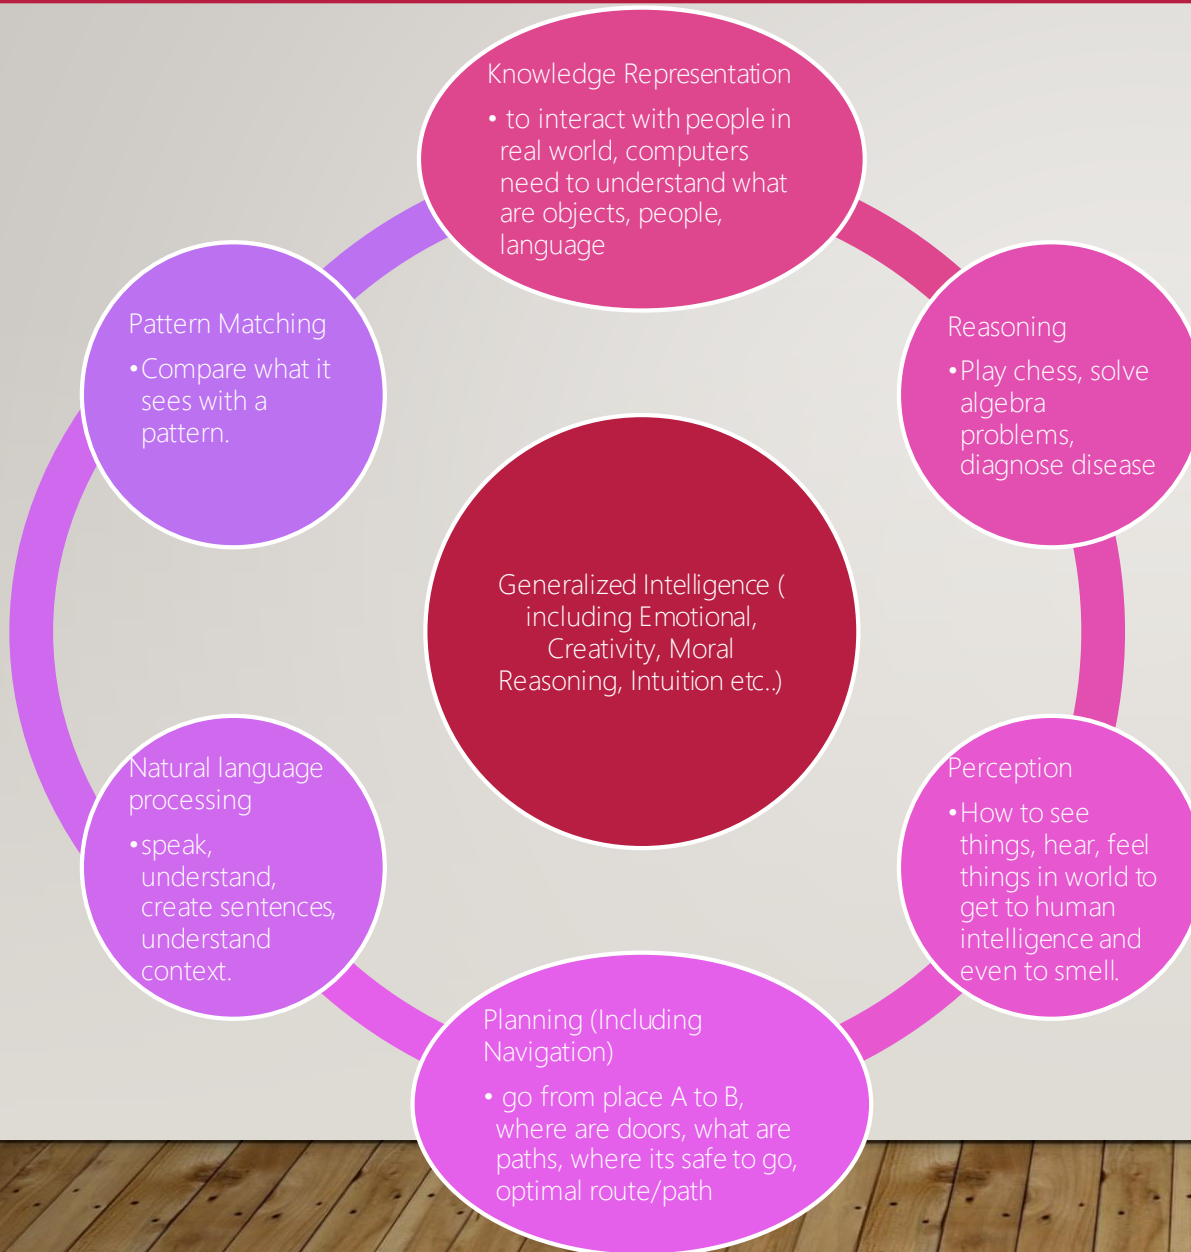 Knowledge Representation
• to interact with people in
real world, computers
need to understand what
are objects, people,
language
Reasoning
•Play chess, solve
algebra
problems,
diagnose disease
Perception
•How to see
things, hear, feel
things in world to
get to human
intelligence and
even to smell.
Planning (Including
Navigation)
• go from place A to B,
where are doors, what are
paths, where its safe to go,
optimal route/path
Natural language
processing
•speak,
understand,
create sentences,
understand
context.
Pattern Matching
•Compare what it
sees with a
pattern.
Generalized Intelligence (
including Emotional,
Creativity, Moral
Reasoning, Intuition etc..)